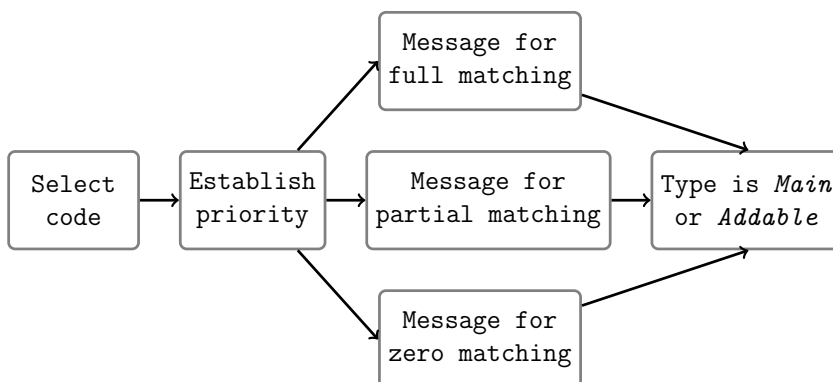 Message for
full matching
Select
code
Establish
priority
Message for
partial matching
Type is Main
or Addable
Message for
zero matching